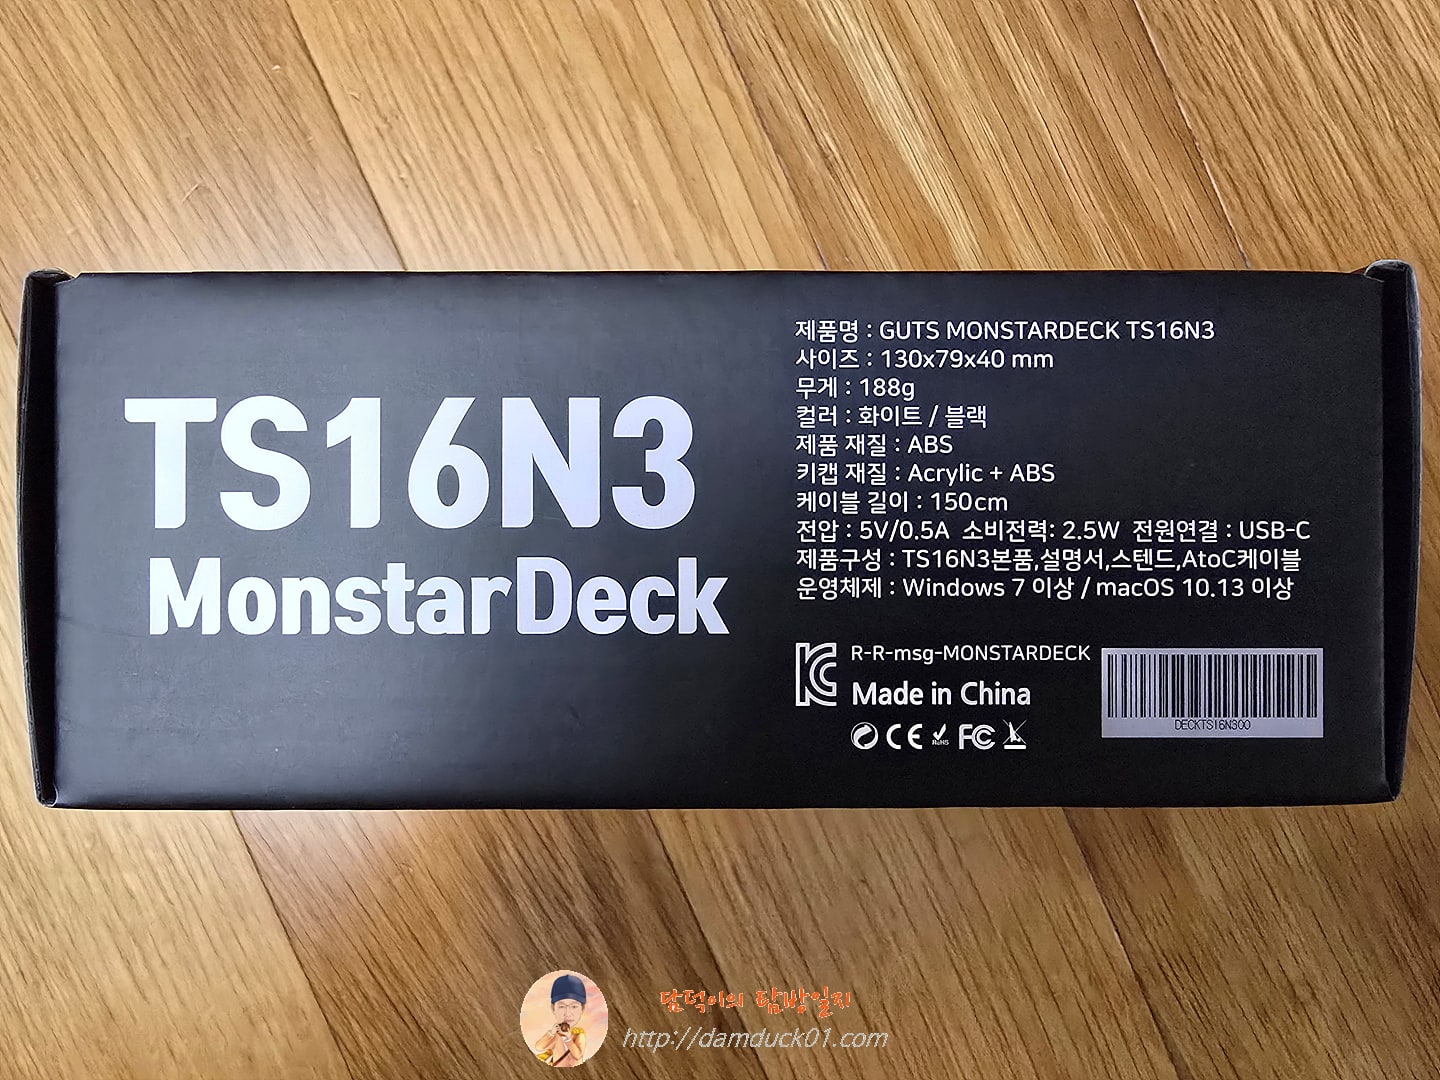 TS16N3
MonstarDeck
제품명 : GUTS MONSTARDECK TS16N3
사이즈 : 130x79x40 mm
무게 : 188g
컬러 : 화이트 / 블랙
제품 재질 : ABS
키캡 재질 : Acrylic + ABS
케이블 길이 : 150cm
전압 : 5V/0.5A 소비전력: 2.5W 전원연결 : USB-C
제품구성 : TS16N3본품,설명서,스텐드,AtoC케이블
운영체제 : Windows 7 이상 / macOS 10.13 이상
R-R-msg-MONSTARDECK
Made in China
CE RoHS FC
DECKTS16N300
담덕이의 탐방일지
http://damduck01.com